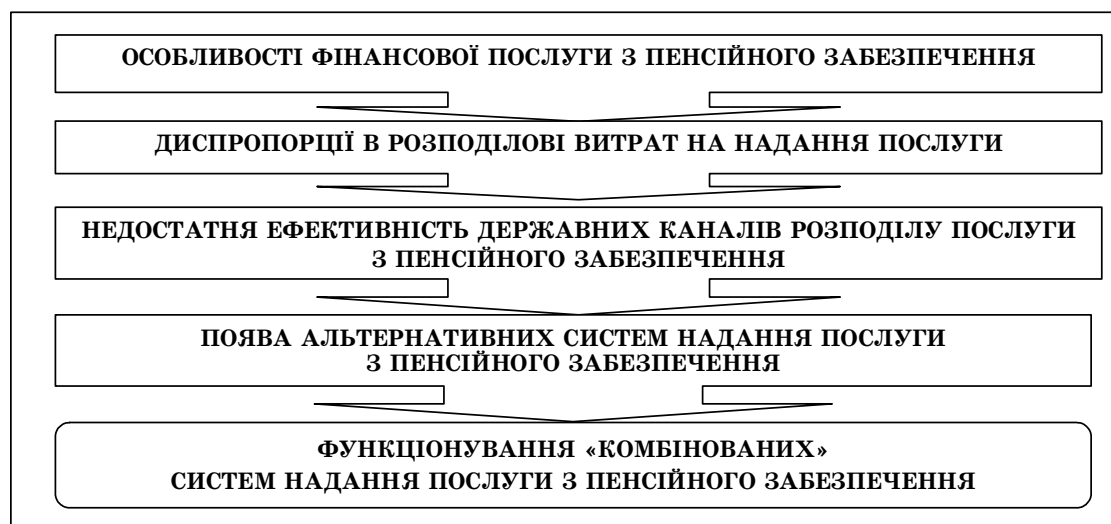 ОСОБЛИВОСТІ ФІНАНСОВОЇ ПОСЛУГИ З ПЕНСІЙНОГО ЗАБЕЗПЕЧЕННЯ
ДИСПРОПОРЦІЇ В РОЗПОДІЛОВІ ВИТРАТ НА НАДАННЯ ПОСЛУГИ
НЕДОСТАТНЯ ЕФЕКТИВНІСТЬ ДЕРЖАВНИХ КАНАЛІВ РОЗПОДІЛУ ПОСЛУГИ
З ПЕНСІЙНОГО ЗАБЕЗПЕЧЕННЯ
ПОЯВА АЛЬТЕРНАТИВНИХ СИСТЕМ НАДАННЯ ПОСЛУГИ
З ПЕНСІЙНОГО ЗАБЕЗПЕЧЕННЯ
ФУНКЦІОНУВАННЯ «КОМБІНОВАНИХ»
СИСТЕМ НАДАННЯ ПОСЛУГИ З ПЕНСІЙНОГО ЗАБЕЗПЕЧЕННЯ